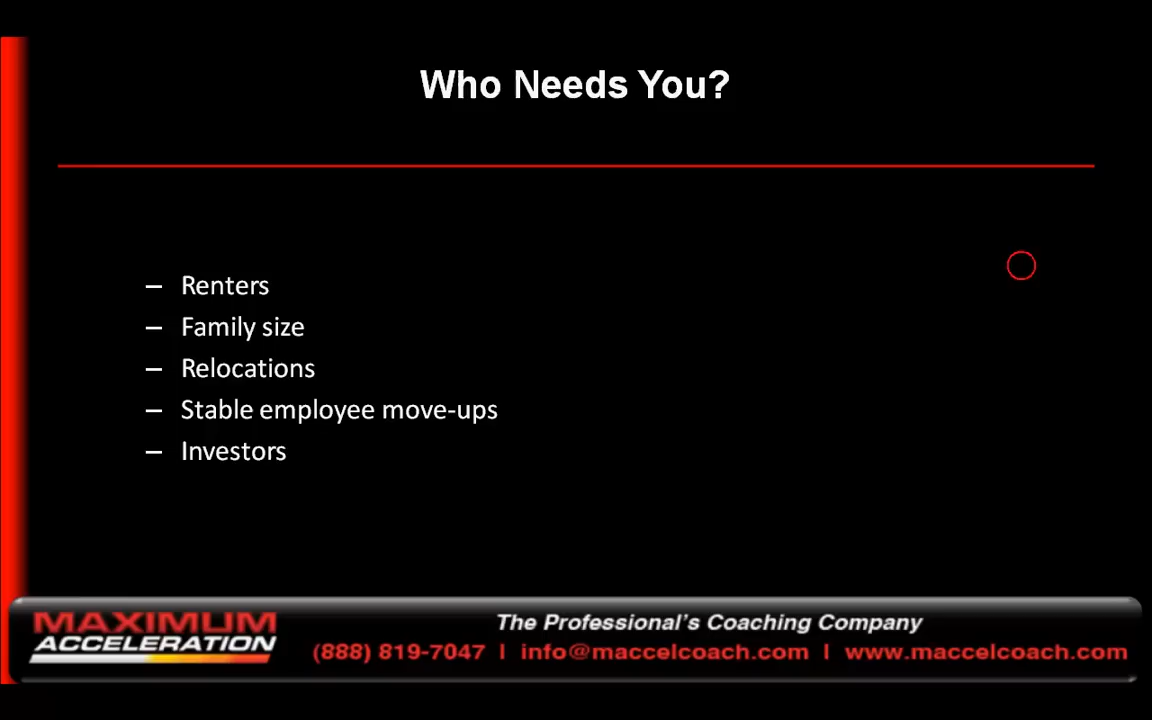 Who Needs You?
– Renters
– Family size
– Relocations
– Stable employee move-ups
– Investors
MAXIMUM
ACCELERATION
The Professional's Coaching Company
(888) 819-7047 I info@maccelcoach.com I www.maccelcoach.com